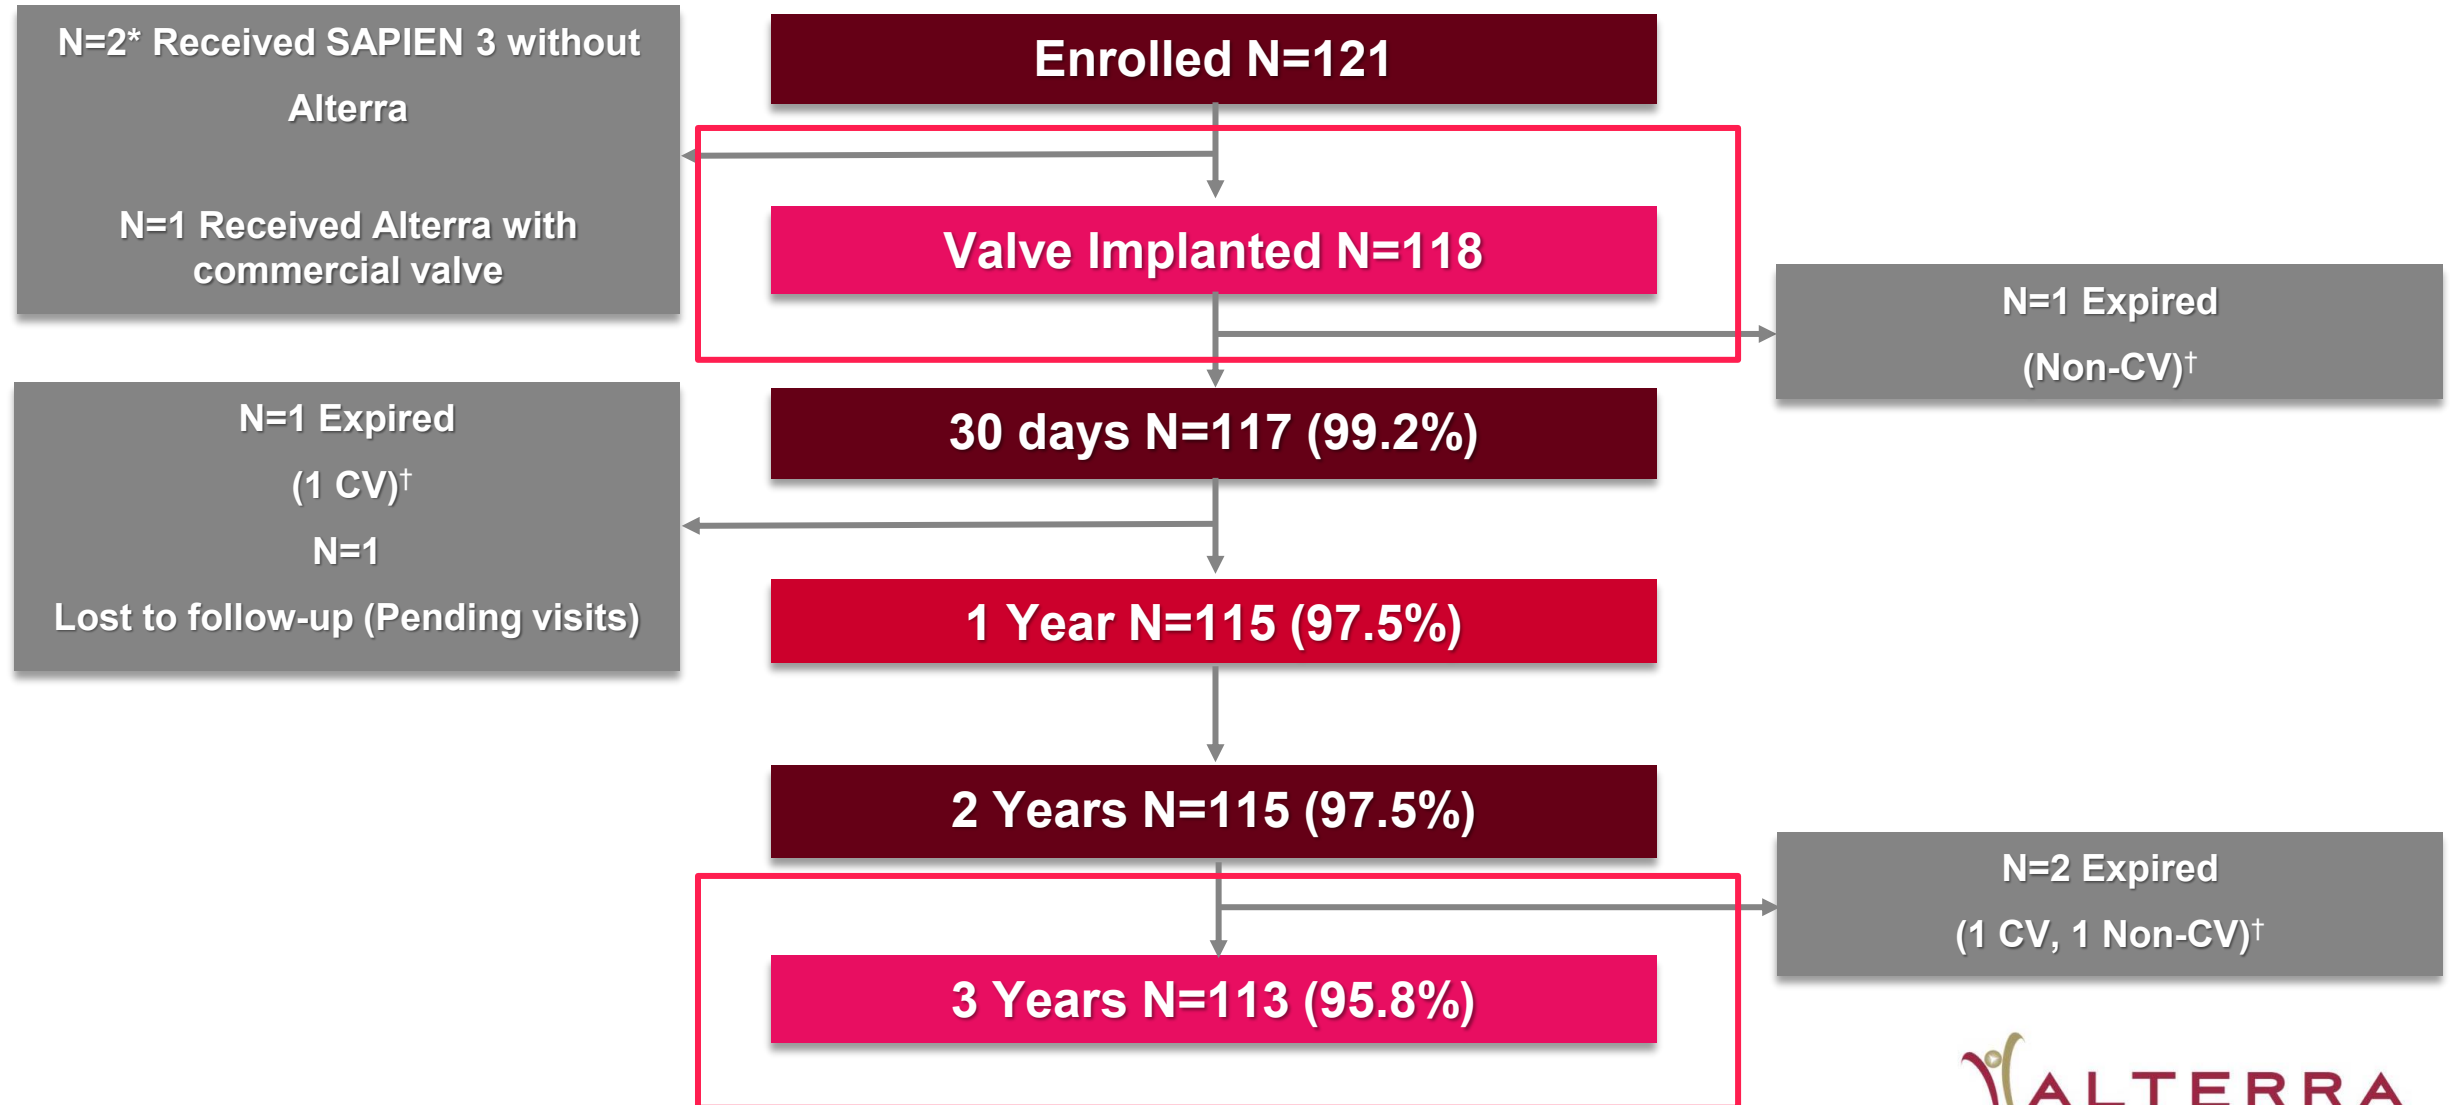 N=2* Received SAPIEN 3 without
Alterra
N=1 Received Alterra with
commercial valve
Enrolled N=121
Valve Implanted N=118
N=1 Expired
(Non-CV)†
30 days N=117 (99.2%)
N=1 Expired
(1 CV)†
N=1
Lost to follow-up (Pending visits)
1 Year N=115 (97.5%)
2 Years N=115 (97.5%)
N=2 Expired
(1 CV, 1 Non-CV)†
3 Years N=113 (95.8%)
ALTERRA